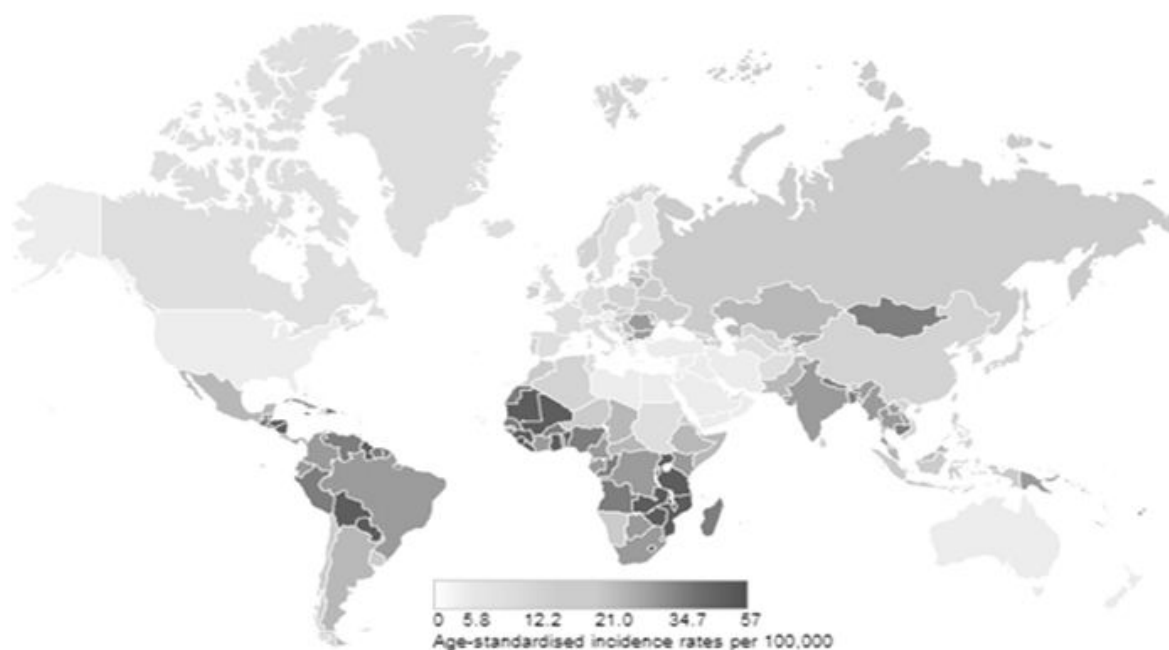 0 5.8 12.2 21.0 34.7 57
Age-standardised incidence rates per 100,000